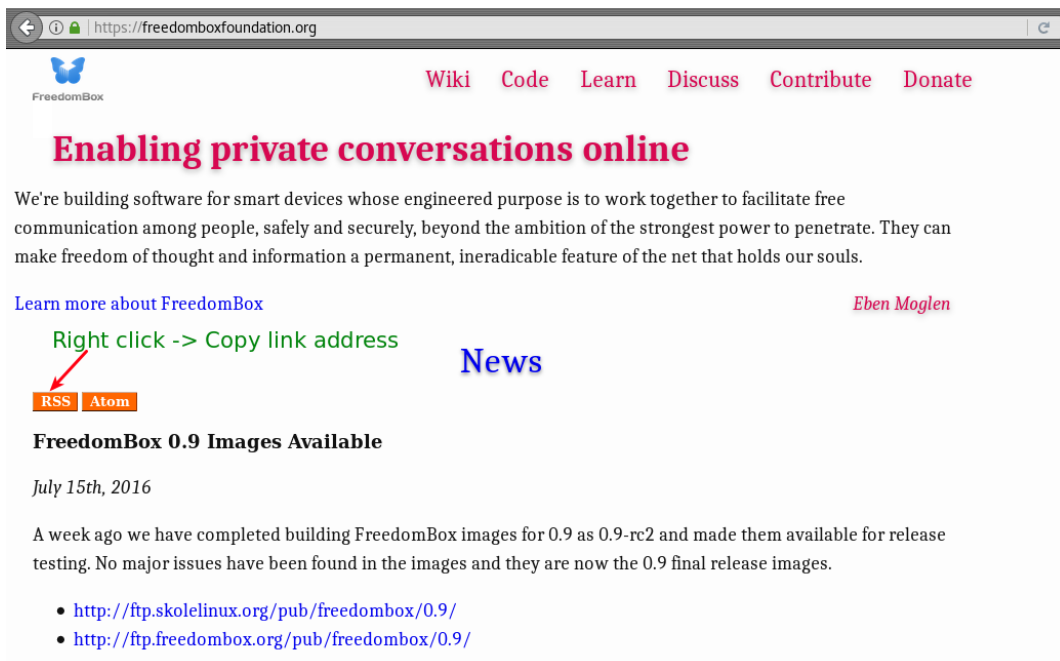 https://freedomboxfoundation.org
FreedomBox
Wiki Code Learn Discuss Contribute Donate
Enabling private conversations online
We're building software for smart devices whose engineered purpose is to work together to facilitate free
communication among people, safely and securely, beyond the ambition of the strongest power to penetrate. They can
make freedom of thought and information a permanent, ineradicable feature of the net that holds our souls.
Learn more about FreedomBox
Eben Moglen
Right click -> Copy link address
News
RSS Atom
FreedomBox 0.9 Images Available
July 15th, 2016
A week ago we have completed building FreedomBox images for 0.9 as 0.9-rc2 and made them available for release
testing. No major issues have been found in the images and they are now the 0.9 final release images.
• http://ftp.skolelinux.org/pub/freedombox/0.9/
• http://ftp.freedombox.org/pub/freedombox/0.9/